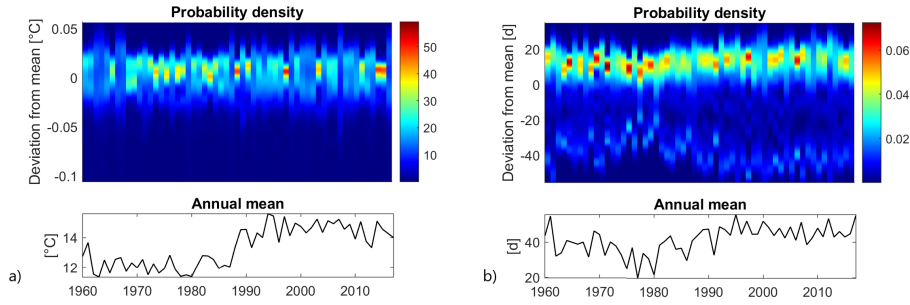 Probability density
Deviation from mean [°C]
0.05
0
-0.05
-0.1
50
40
30
20
10
Annual mean
[°C]
14
12
1960 1970 1980 1990 2000 2010
a)
Probability density
Deviation from mean [d]
20
0
-20
-40
0.06
0.04
0.02
Annual mean
[d]
40
20
1960 1970 1980 1990 2000 2010
b)